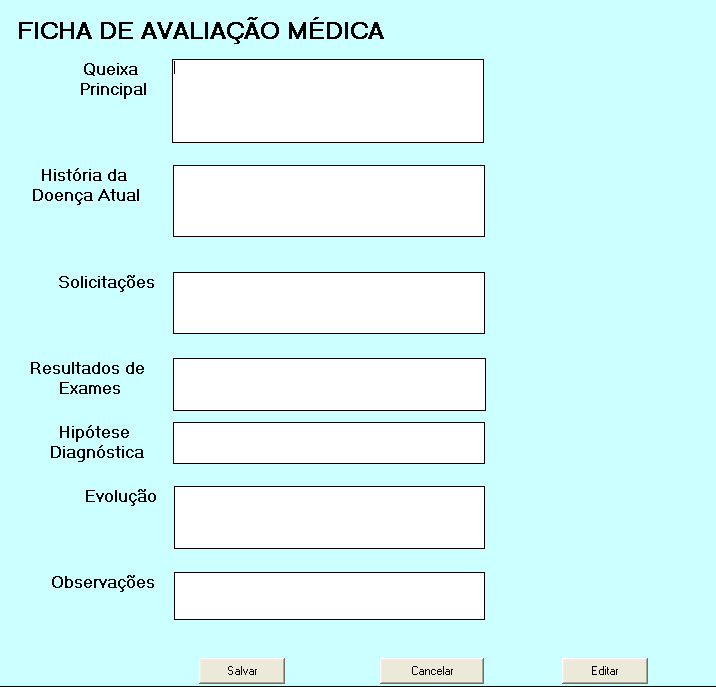 FICHA DE AVALIAÇÃO MÉDICA
Queixa
Principal
História da
Doença Atual
Solicitações
Resultados de
Exames
Hipótese
Diagnóstica
Evolução
Observações
Salvar
Cancelar
Editar